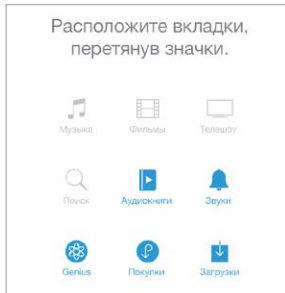 Расположите вкладки,
перетянув значки.
Музыка Фильмы Телешоу
Поиск Аудиокниги Звуки
Genius Покупки Загрузки